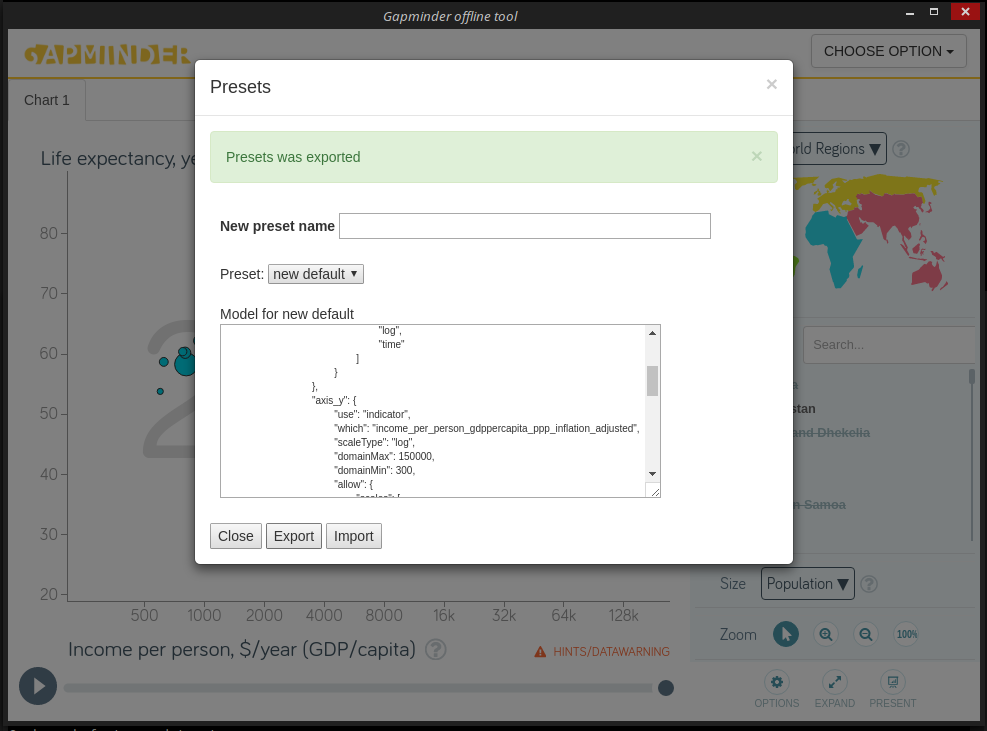 Gapminder offline tool
GAPMINDER
CHOOSE OPTION
Chart 1
Presets
×
Presets was exported
×
New preset name
Preset: new default
Model for new default
"log",
"time"
]
}
},
"axis_y": {
"use": "indicator",
"which": "income_per_person_gdppercapita_ppp_inflation_adjusted",
"scaleType": "log",
"domainMax": 150000,
"domainMin": 300,
"allow": {
"scales": [
Close
Export
Import
Life expectancy, ye
80
70
60
50
40
30
20
2
500
1000
2000
4000
8000
16k
32k
64k
128k
Income per person, $/year (GDP/capita)
?
HINTS/DATAWARNING
rld Regions
?
Search...
stan
and Dhekelia
n Samoa
Size
Population
?
Zoom
100%
OPTIONS
EXPAND
PRESENT